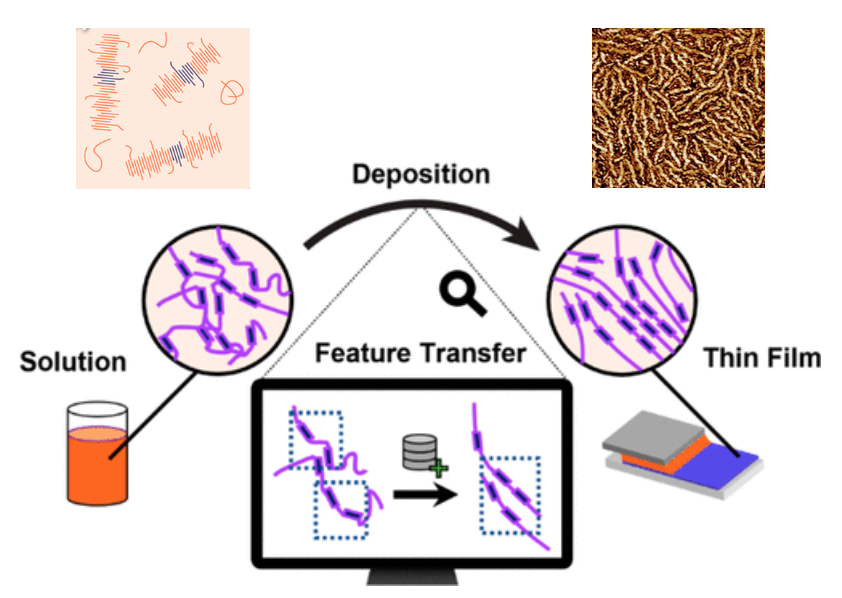 Deposition
Feature Transfer
Solution
Thin Film